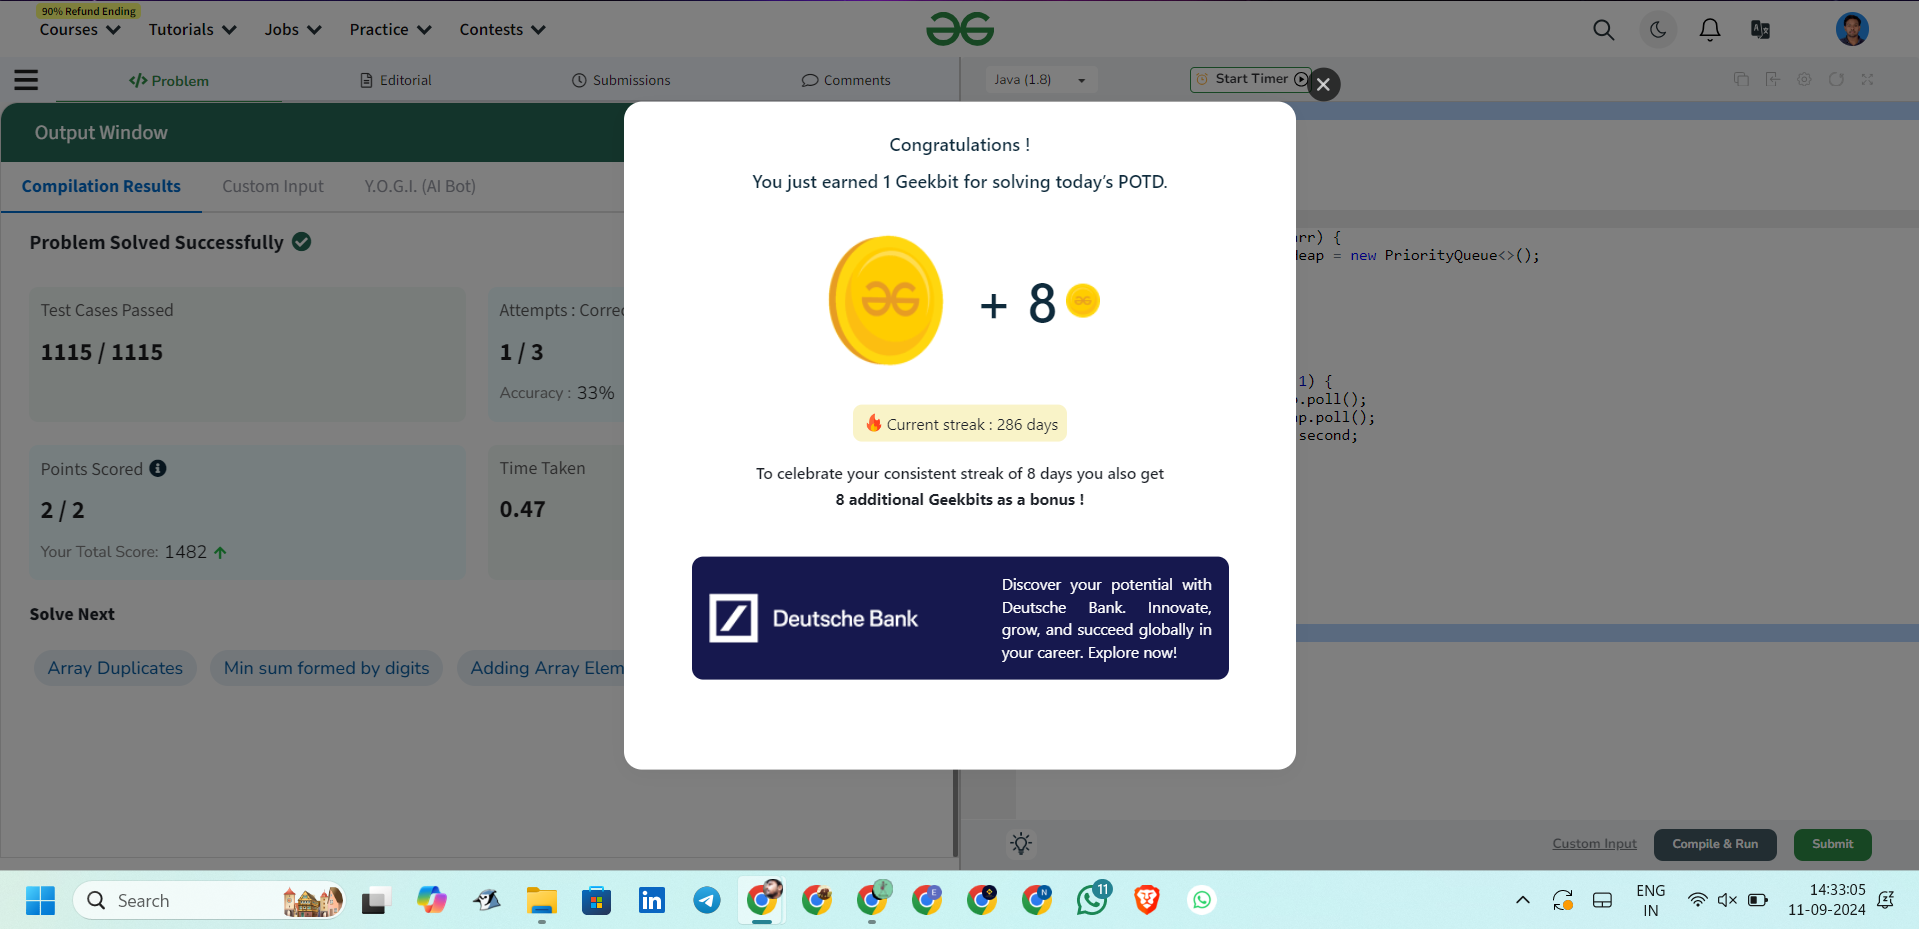 90% Refund Ending
Courses Tutorials Jobs Practice Contests
Problem Editorial Submissions Comments
Java (1.8) Start Timer
Output Window
Compilation Results Custom Input Y.O.G.I. (AI Bot)
Problem Solved Successfully
Test Cases Passed
1115 / 1115
Attempts : Correc
1 / 3
Accuracy : 33%
Points Scored
2 / 2
Your Total Score: 1482
Time Taken
0.47
Solve Next
Array Duplicates Min sum formed by digits Adding Array Elem
Congratulations !
You just earned 1 Geekbit for solving today's POTD.
+ 8
Current streak : 286 days
To celebrate your consistent streak of 8 days you also get
8 additional Geekbits as a bonus !
Deutsche Bank
Discover your potential with
Deutsche Bank. Innovate,
grow, and succeed globally in
your career. Explore now!
arr) {
Heap = new PriorityQueue<>();
1) {
p.poll();
ap.poll();
second;
Custom Input Compile & Run Submit
Search
11
ENG
IN
14:33:05
11-09-2024